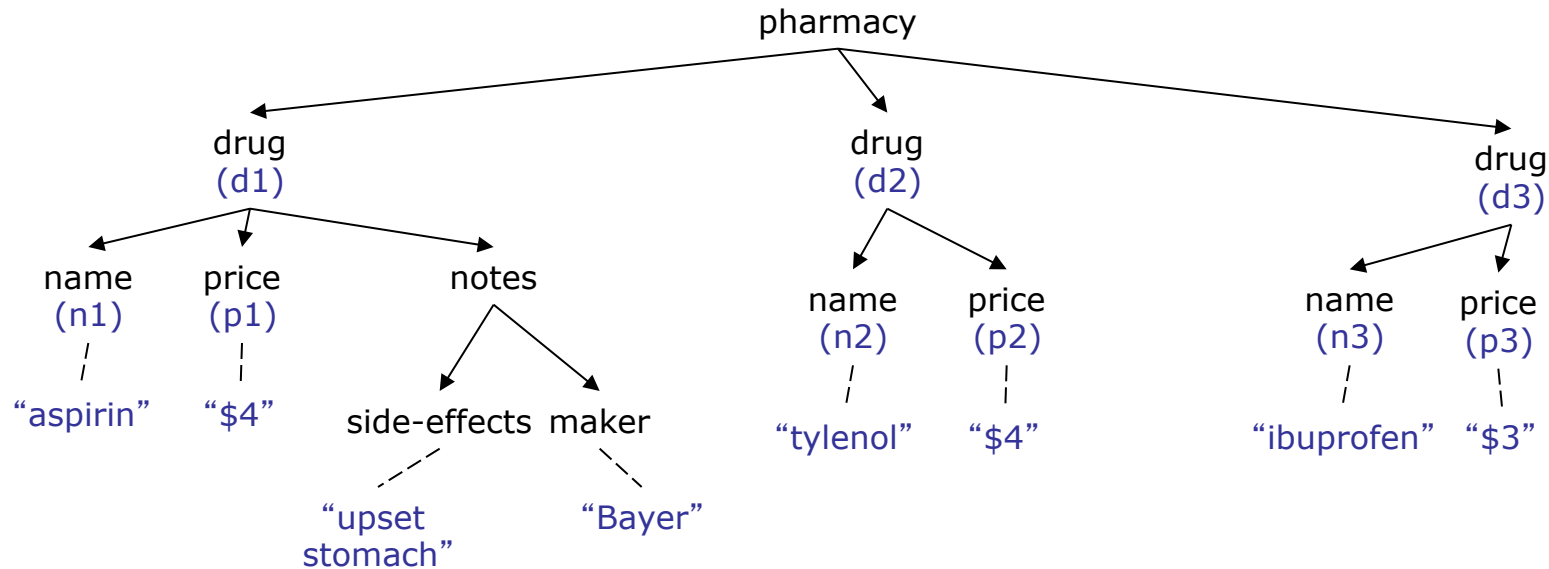 pharmacy
drug
(d1)
drug
(d2)
drug
(d3)
name
(n1)
price
(p1)
notes
name
(n2)
price
(p2)
name
(n3)
price
(p3)
“aspirin”
“$4”
side-effects
maker
“tylenol”
“$4”
“ibuprofen”
“$3”
“upset
stomach”
“Bayer”